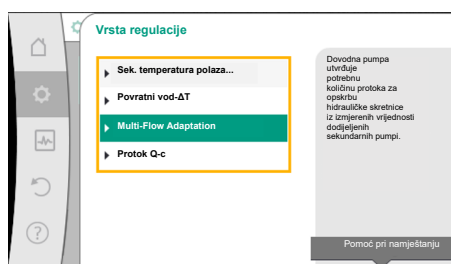 Vrsta regulacije
Sek. temperatura polaza...
Povratni vod-ΔT
Multi-Flow Adaptation
Protok Q-c
Dovodna pumpa
utvrđuje
potrebnu
količinu protoka za
opskrbu
hidrauličke skretnice
iz izmjerenih vrijednosti
dodijeljenih
sekundarnih pumpi.
Pomoć pri namještanju